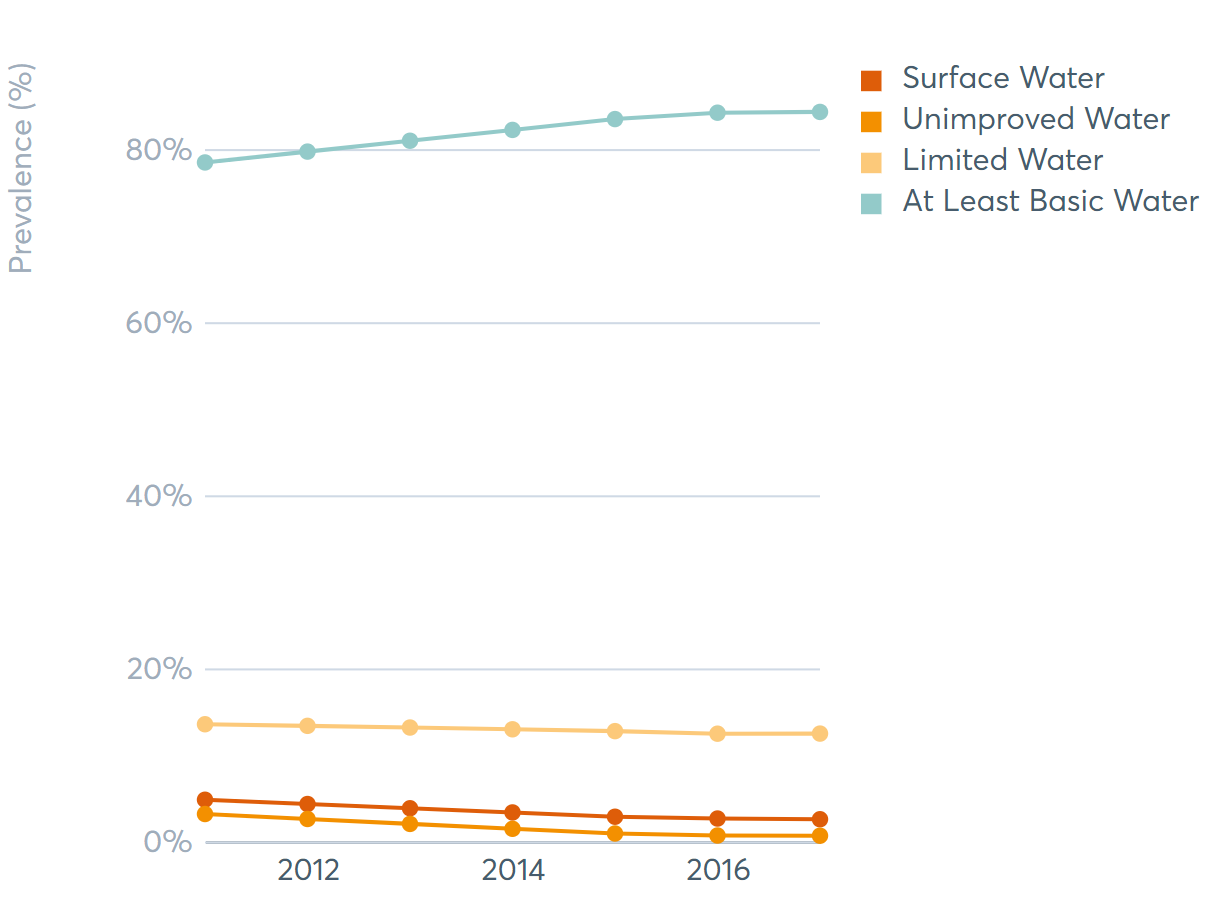 Prevalence (%)
Surface Water
Unimproved Water
Limited Water
At Least Basic Water
80%
60%
40%
20%
0%
2012
2014
2016